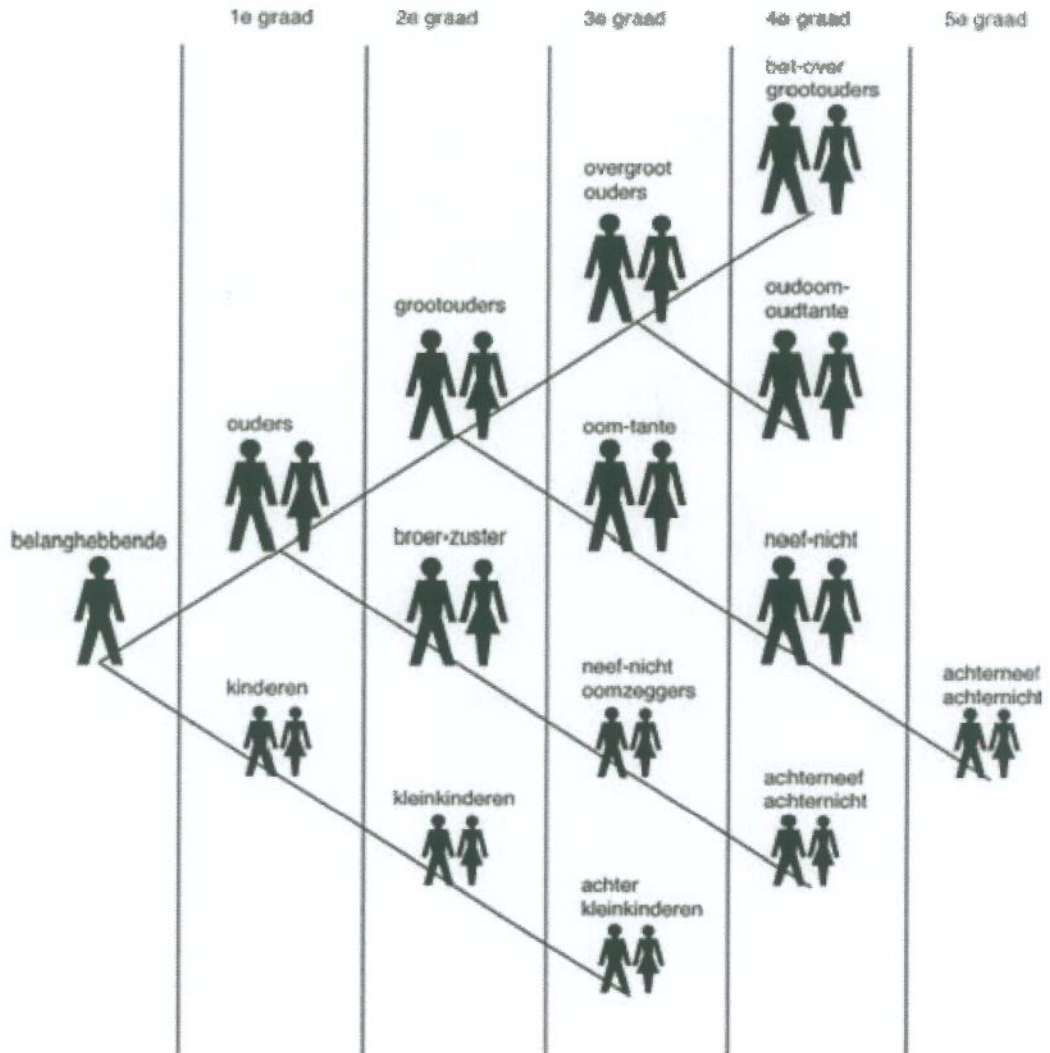 1e graad
2e graad
3e graad
4e graad
5e graad
bet-over
grootouders
overgroot
ouders
oudoom-
oudtante
grootouders
ouders
oom-tante
belanghebbende
broer-zuster
neef-nicht
kinderen
neef-nicht
oomzeggers
achterneef
achternicht
kleinkinderen
achterneef
achternicht
achter
kleinkinderen